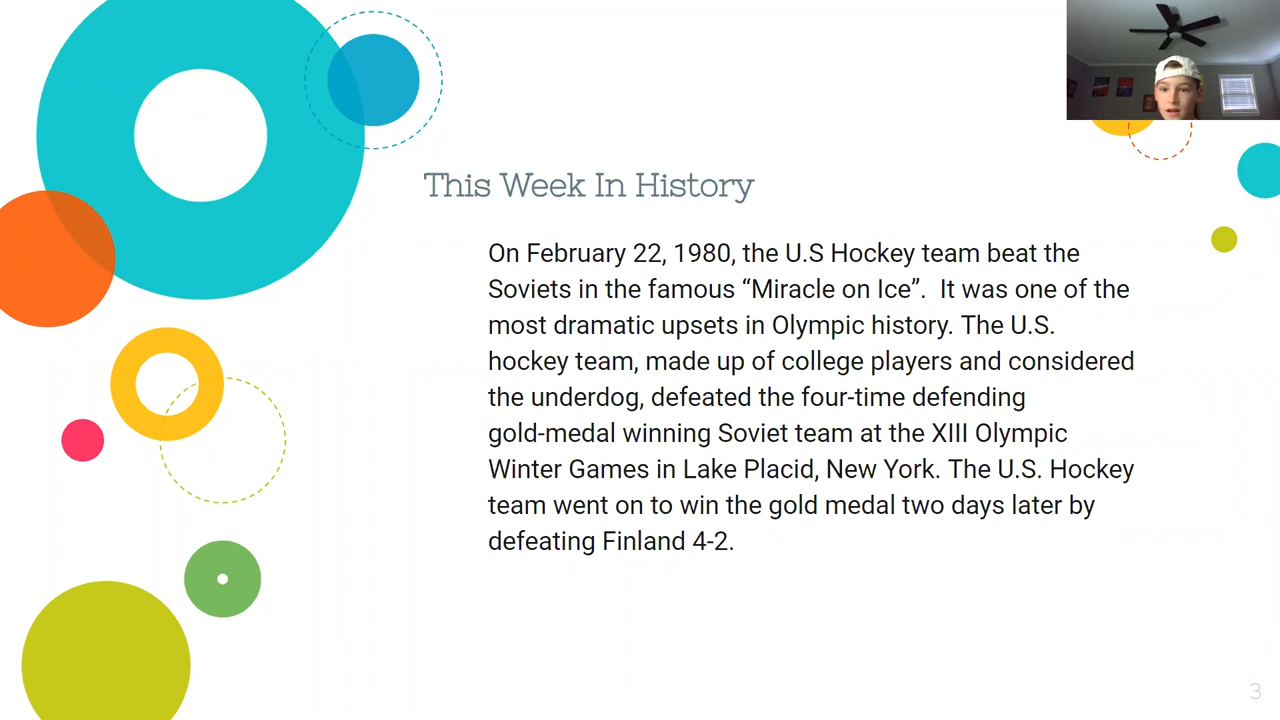 This Week In History
On February 22, 1980, the U.S Hockey team beat the
Soviets in the famous “Miracle on Ice”.  It was one of the
most dramatic upsets in Olympic history. The U.S.
hockey team, made up of college players and considered
the underdog, defeated the four-time defending
gold-medal winning Soviet team at the XIII Olympic
Winter Games in Lake Placid, New York. The U.S. Hockey
team went on to win the gold medal two days later by
defeating Finland 4-2.
3